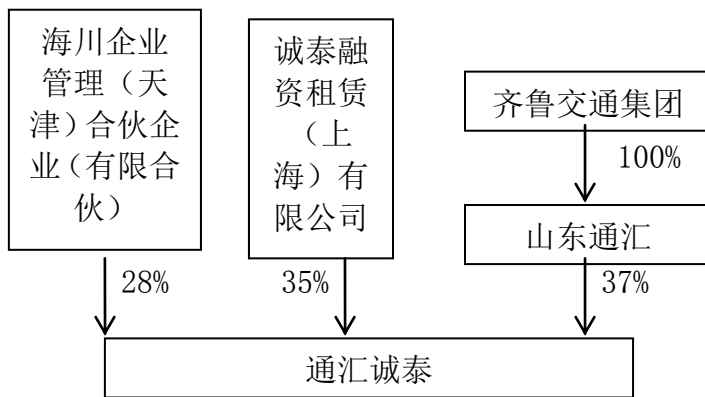 海川企业
管理（天
津）合伙企
业（有限合
伙）
诚泰融
资租赁
（上
海）有
限公司
齐鲁交通集团
100%
山东通汇
28%
35%
37%
通汇诚泰